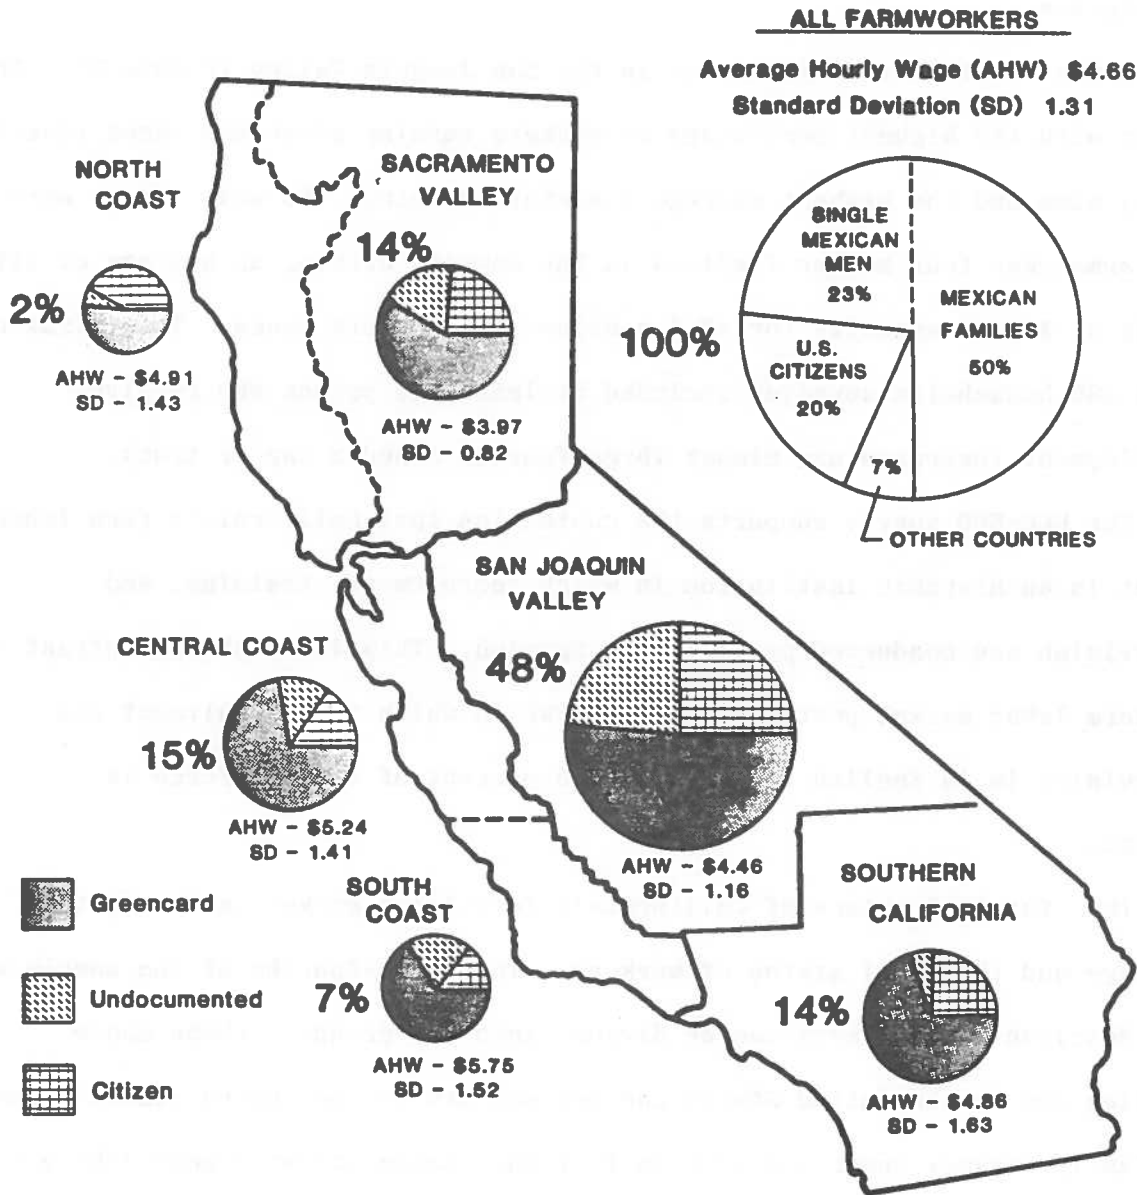 ALL FARMWORKERS
Average Hourly Wage (AHW) $4.66
Standard Deviation (SD) 1.31
NORTH
COAST
2%
AHW - $4.91
SD - 1.43
SACRAMENTO
VALLEY
14%
AHW - $3.97
SD - 0.82
100%
SINGLE
MEXICAN
MEN
23%
MEXICAN
FAMILIES
50%
U.S.
CITIZENS
20%
7%
OTHER COUNTRIES
SAN JOAQUIN
VALLEY
48%
AHW - $4.46
SD - 1.16
CENTRAL COAST
15%
AHW - $5.24
SD - 1.41
SOUTH
COAST
7%
AHW - $5.75
SD - 1.52
SOUTHERN
CALIFORNIA
14%
AHW - $4.86
SD - 1.63
Greencard
Undocumented
Citizen